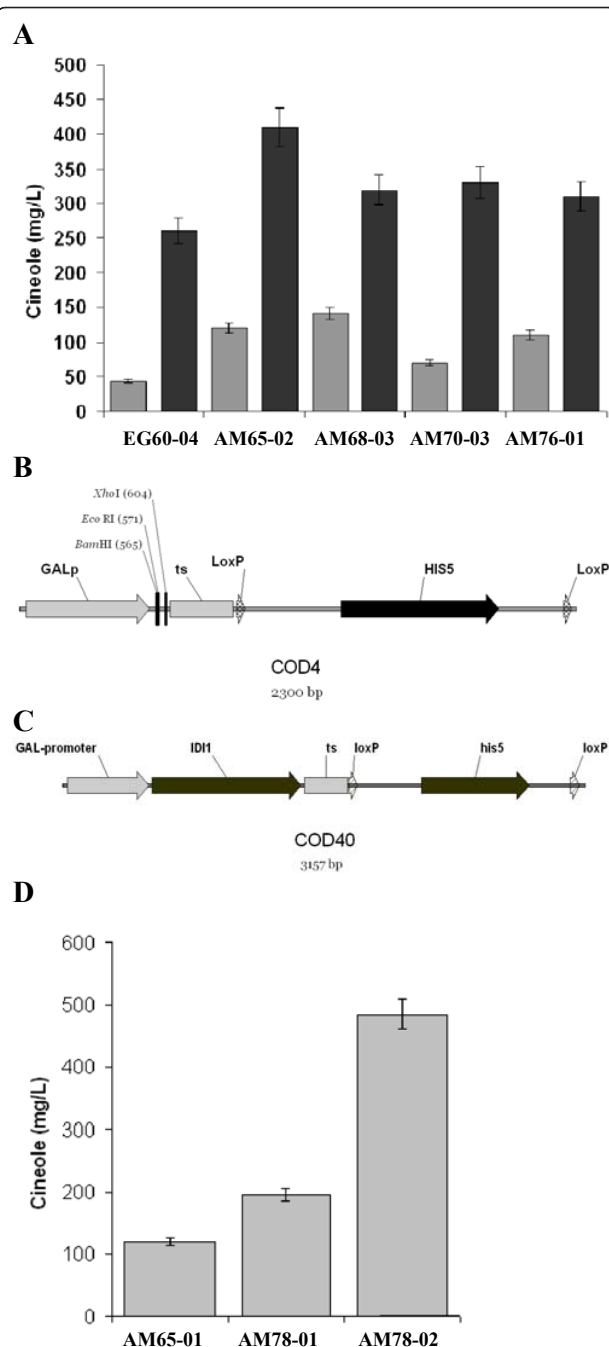 A
500
450
400
350
300
250
200
150
100
50
0
Cineole (mg/L)
EG60-04 AM65-02 AM68-03 AM70-03 AM76-01
B
XhoI (604)
Eco RI (571)
BamHI (565)
GALp ts LoxP HIS5 LoxP
COD4
2300 bp
C
GAL-promoter IDI1 ts loxP his5 loxP
COD40
3157 bp
D
600
500
400
300
200
100
0
Cineole (mg/L)
AM65-01 AM78-01 AM78-02